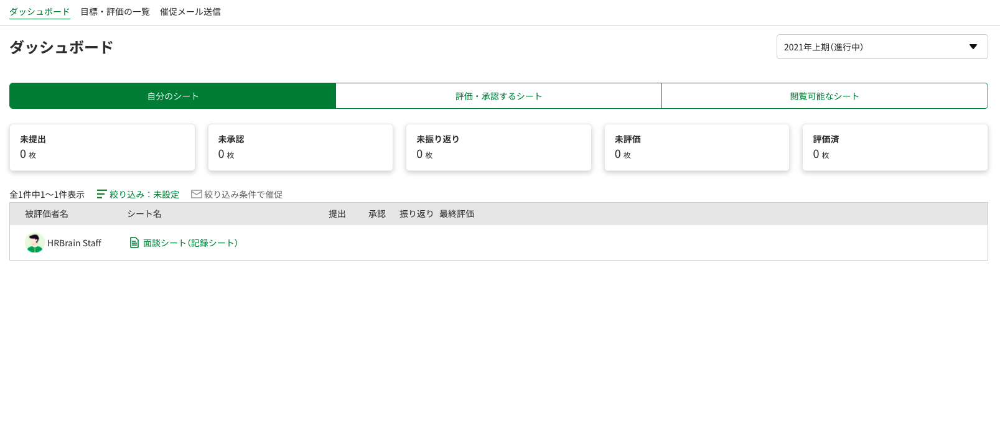 ダッシュボード 目標・評価の一覧 催促メール送信
ダッシュボード
2021年上期(進行中)
自分のシート 評価・承認するシート 閲覧可能なシート
未提出 未承認 未振り返り 未評価 評価済
0 枚 0 枚 0 枚 0 枚 0 枚
全1件中1〜1件表示 絞り込み:未設定 絞り込み条件で催促
被評価者名 シート名 提出 承認 振り返り 最終評価
HRBrain Staff 面談シート(記録シート)